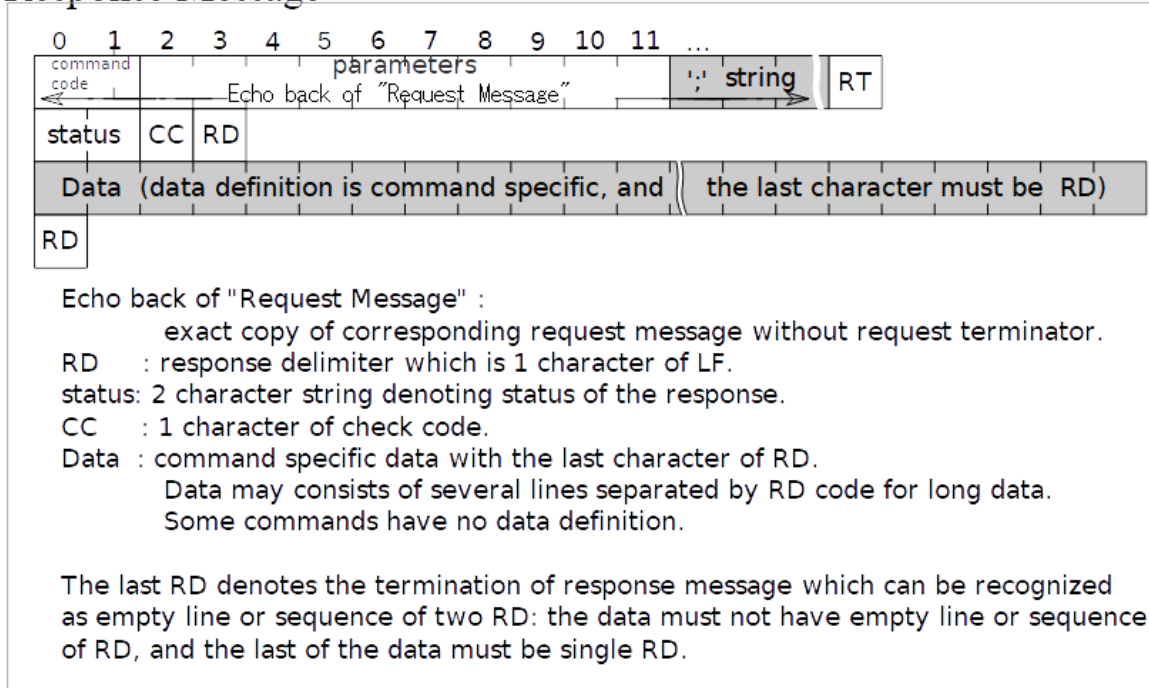 Response Message
0 1 2 3 4 5 6 7 8 9 10 11 ...
command code parameters ';' string RT
Echo back of "Request Message"
status CC RD
Data (data definition is command specific, and the last character must be RD)
RD
Echo back of "Request Message" :
exact copy of corresponding request message without request terminator.
RD : response delimiter which is 1 character of LF.
status: 2 character string denoting status of the response.
CC : 1 character of check code.
Data : command specific data with the last character of RD.
Data may consists of several lines separated by RD code for long data.
Some commands have no data definition.
The last RD denotes the termination of response message which can be recognized
as empty line or sequence of two RD: the data must not have empty line or sequence
of RD, and the last of the data must be single RD.